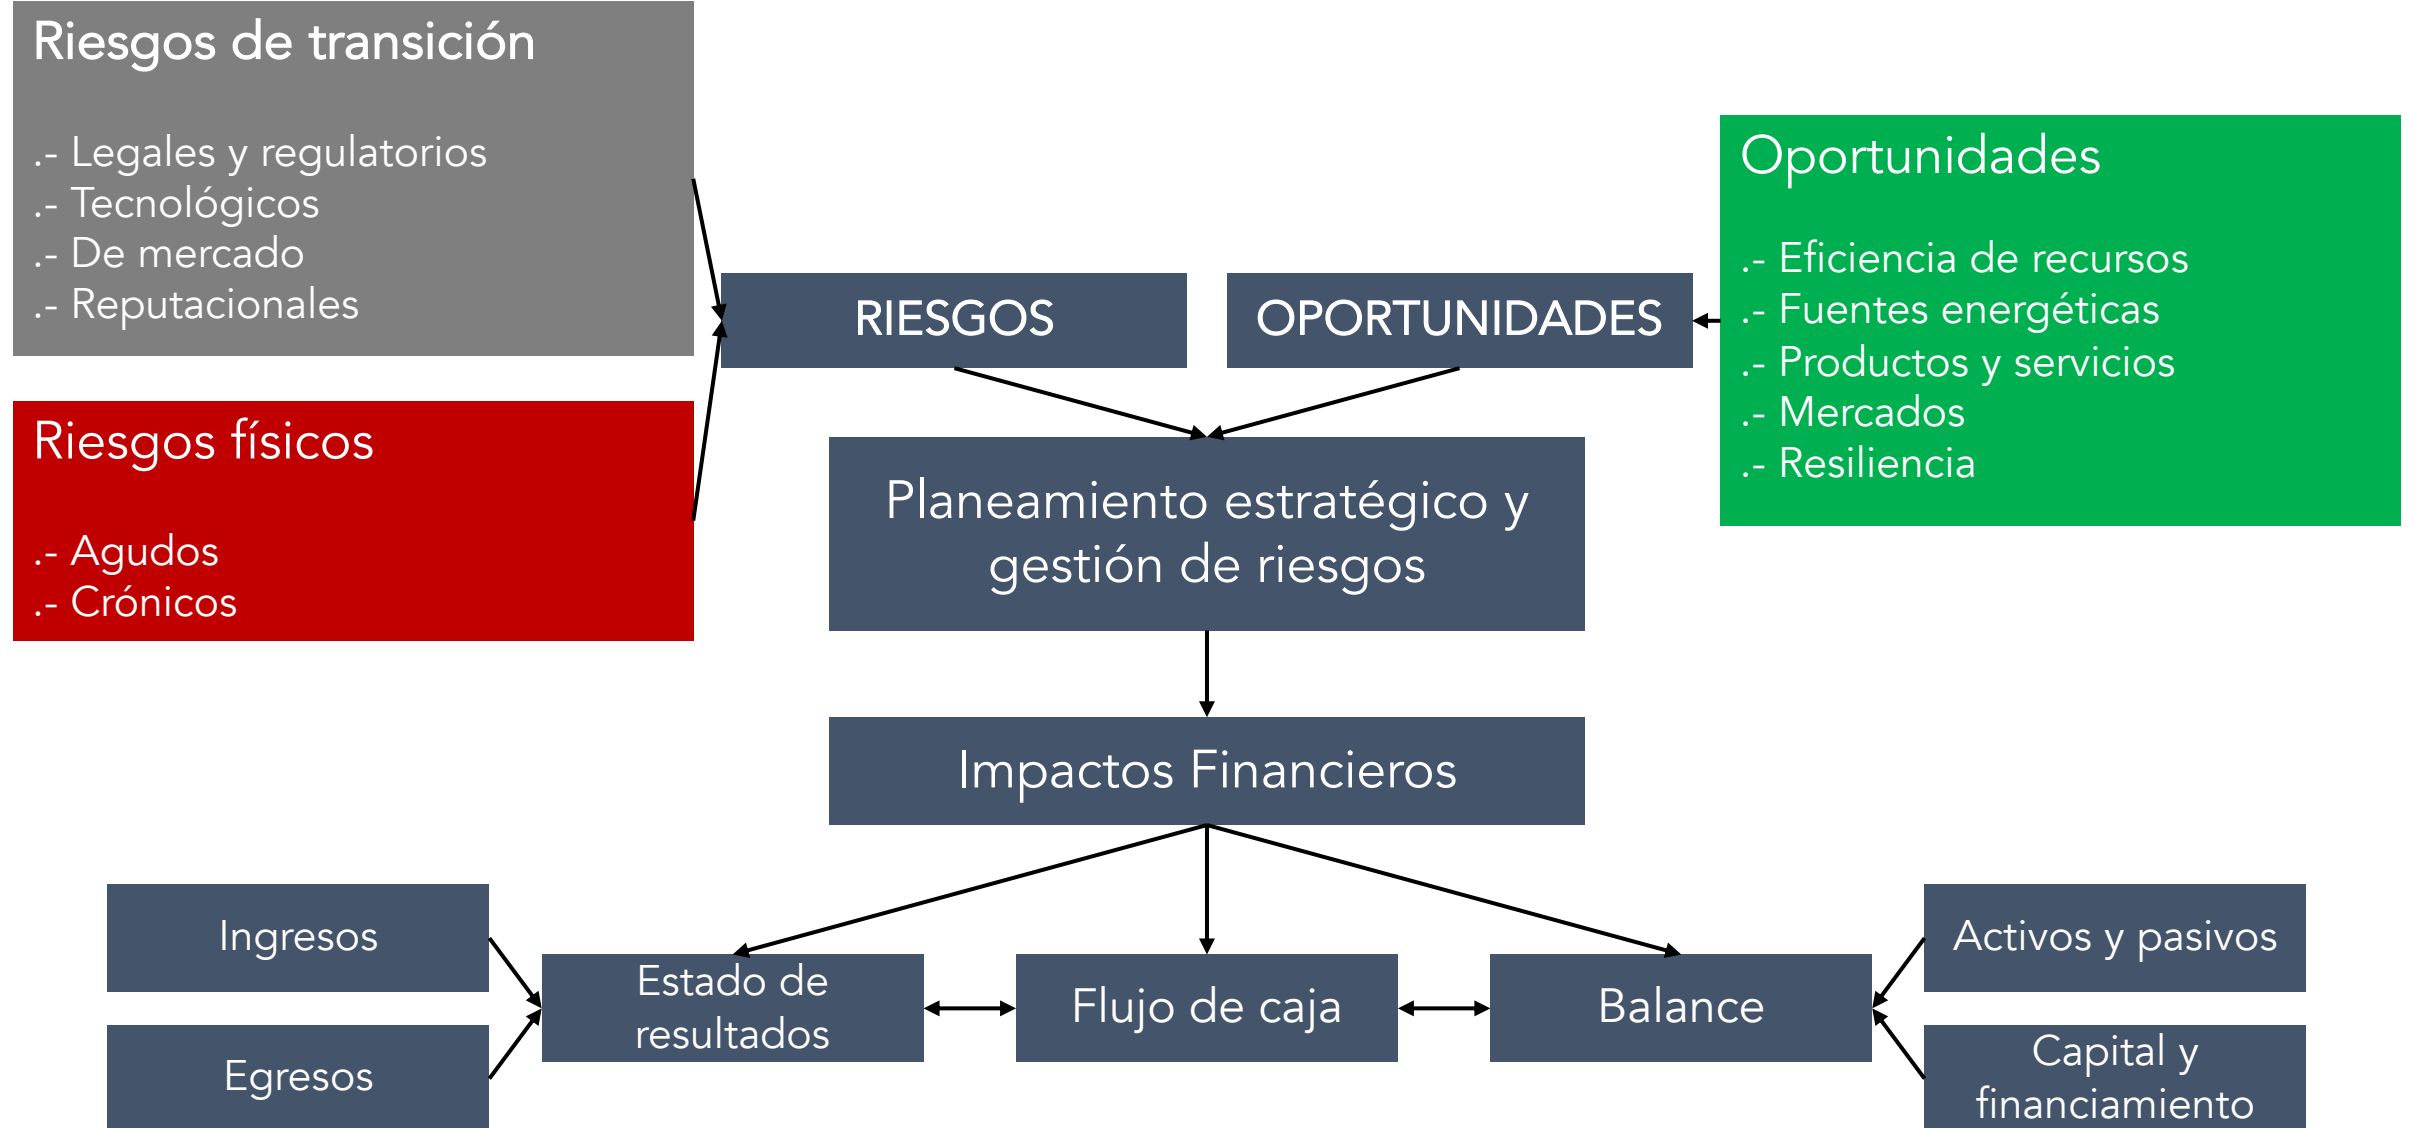 Riesgos de transición
.- Legales y regulatorios
.- Tecnológicos
.- De mercado
.- Reputacionales
Riesgos físicos
.- Agudos
.- Crónicos
RIESGOS
OPORTUNIDADES
Oportunidades
.- Eficiencia de recursos
.- Fuentes energéticas
.- Productos y servicios
.- Mercados
.- Resiliencia
Planeamiento estratégico y
gestión de riesgos
Impactos Financieros
Ingresos
Egresos
Estado de
resultados
Flujo de caja
Balance
Activos y pasivos
Capital y
financiamiento